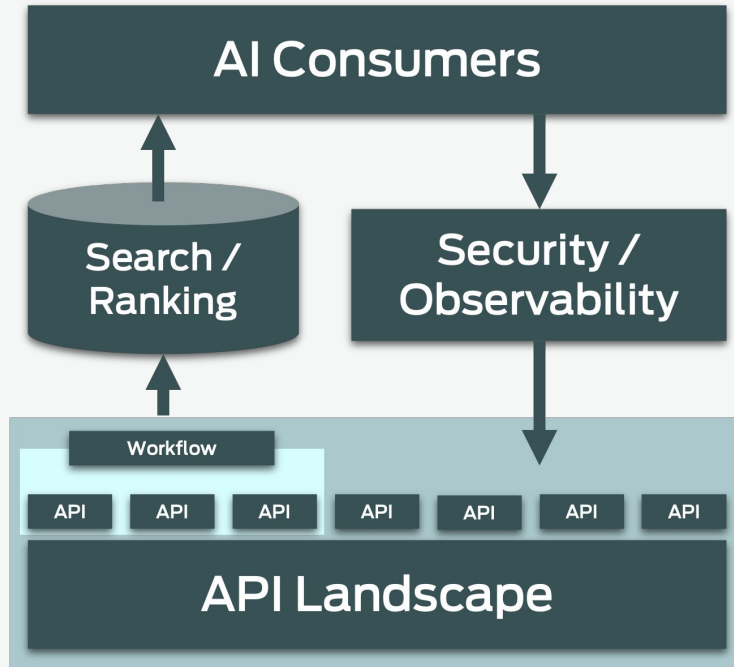 AI Consumers
Search /
Ranking
Security /
Observability
Workflow
API
API
API
API
API
API
API
API Landscape